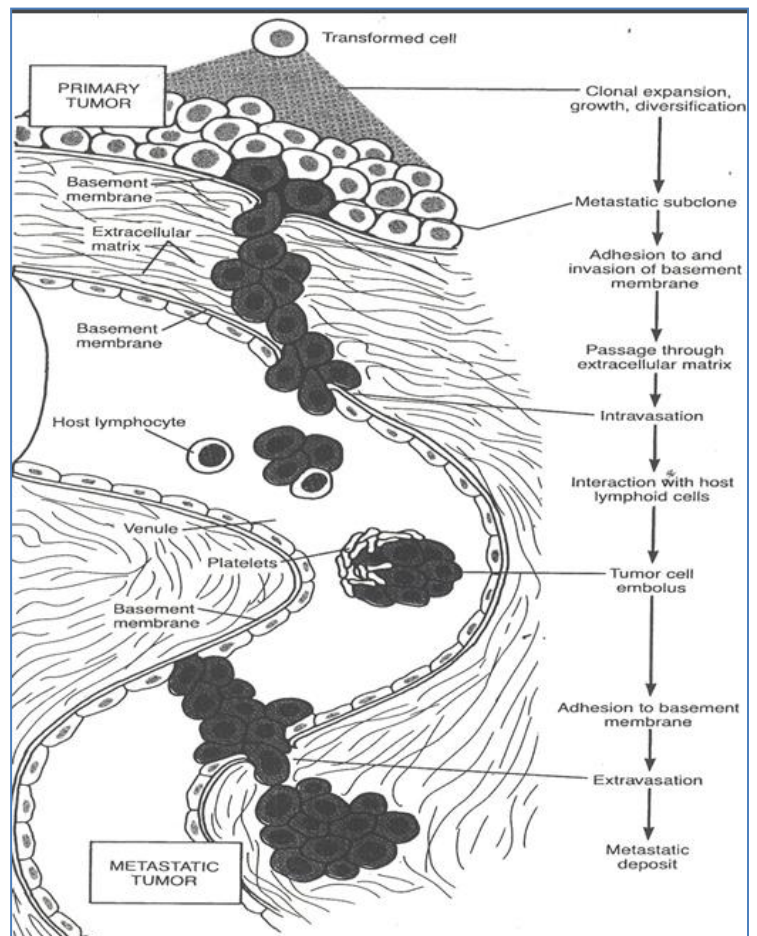 Transformed cell
PRIMARY
TUMOR
Clonal expansion,
growth, diversification
Basement
membrane
Metastatic subclone
Extracellular
matrix
Adhesion to and
invasion of basement
membrane
Basement
membrane
Passage through
extracellular matrix
Intravasation
Host lymphocyte
Interaction with host
lymphoid cells
Venule
Platelets
Tumor cell
embolus
Basement
membrane
Adhesion to basement
membrane
Extravasation
METASTATIC
TUMOR
Metastatic
deposit